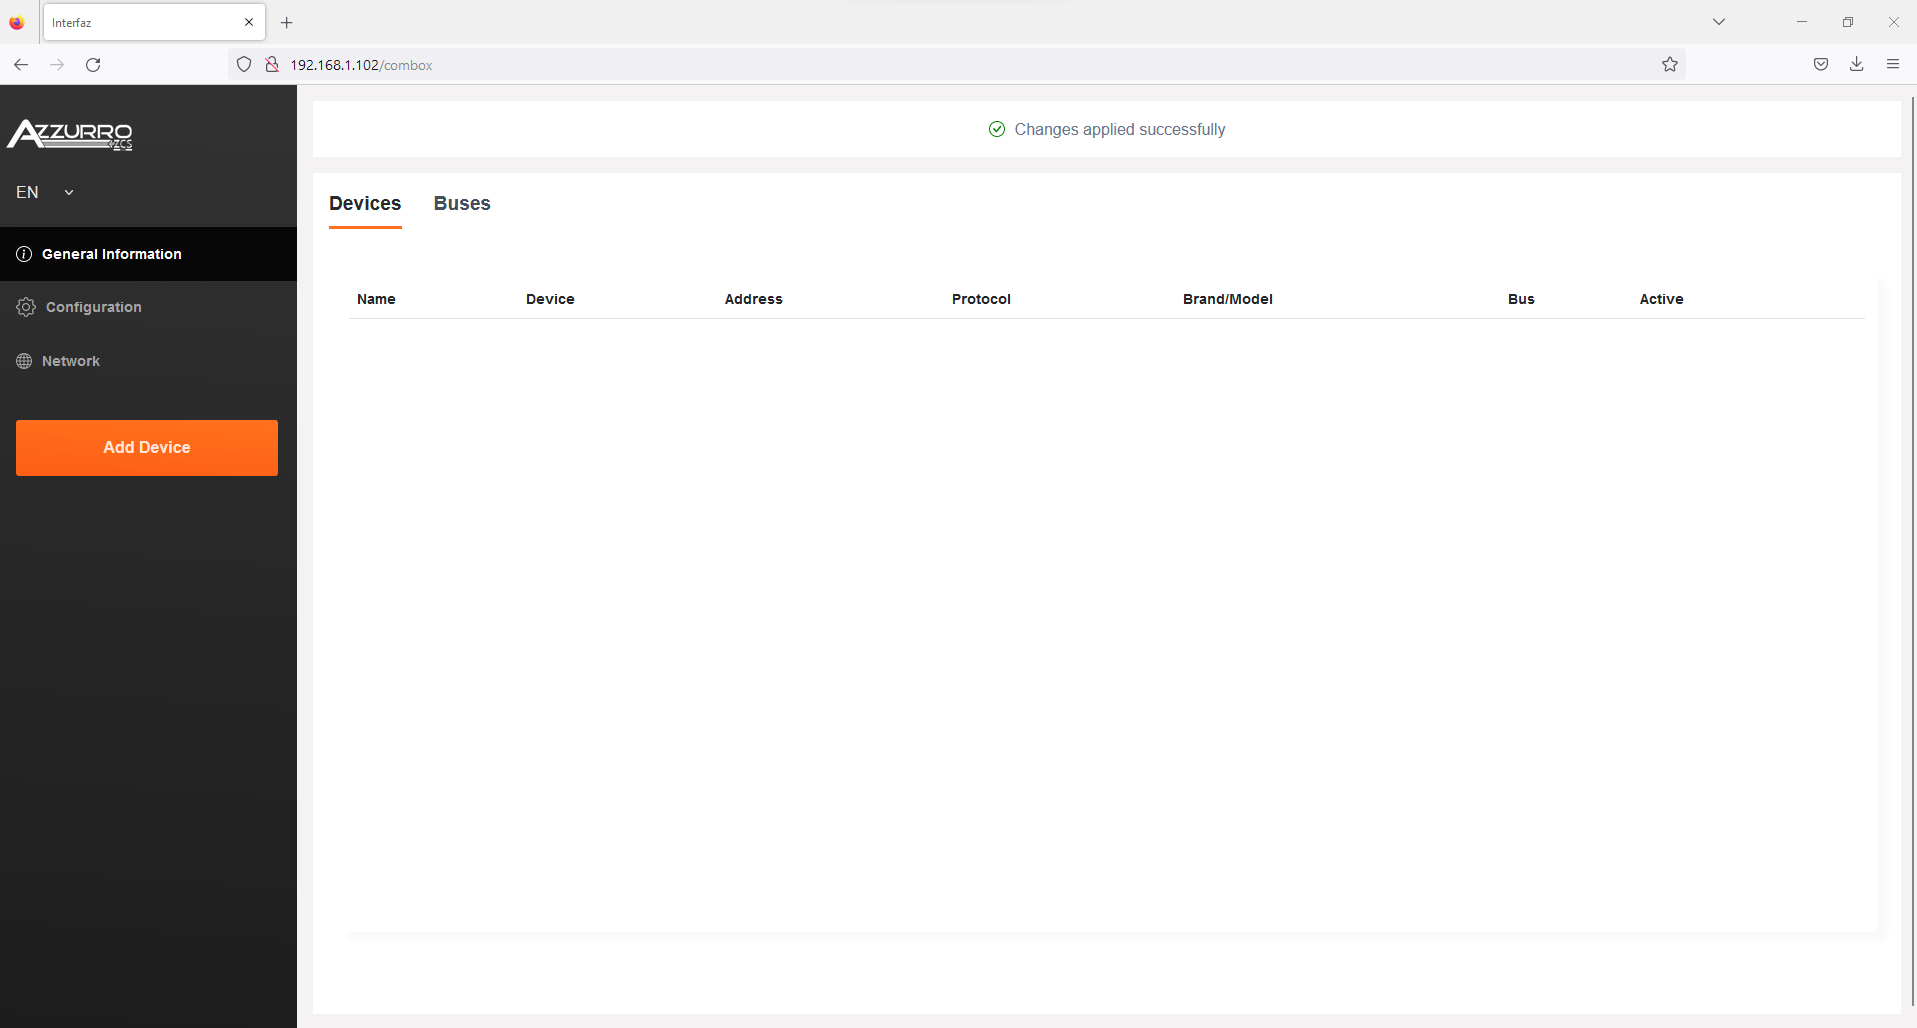 Interfaz
192.168.1.102/combox
AZZURRO
ZCS
EN
General Information
Configuration
Network
Add Device
Changes applied successfully
Devices Buses
Name Device Address Protocol Brand/Model Bus Active